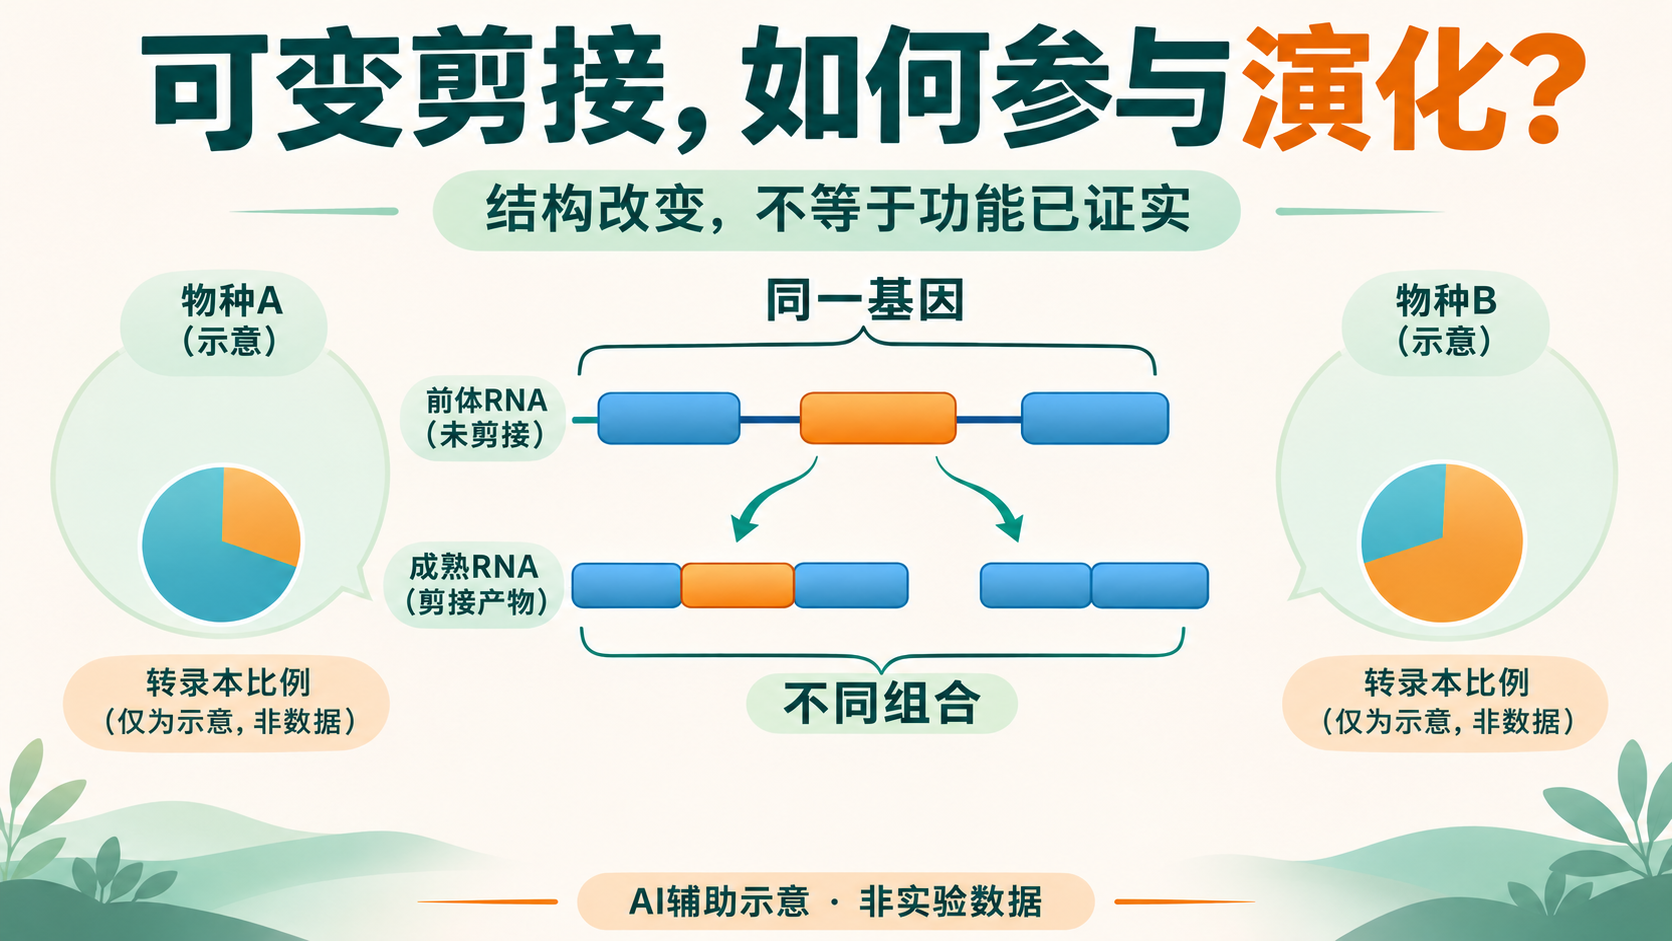 可变剪接,如何参与演化?
结构改变,不等于功能已证实
物种A
(示意)
同一基因
物种B
(示意)
前体RNA
(未剪接)
成熟RNA
(剪接产物)
不同组合
转录本比例
(仅为示意,非数据)
转录本比例
(仅为示意,非数据)
AI辅助示意 · 非实验数据